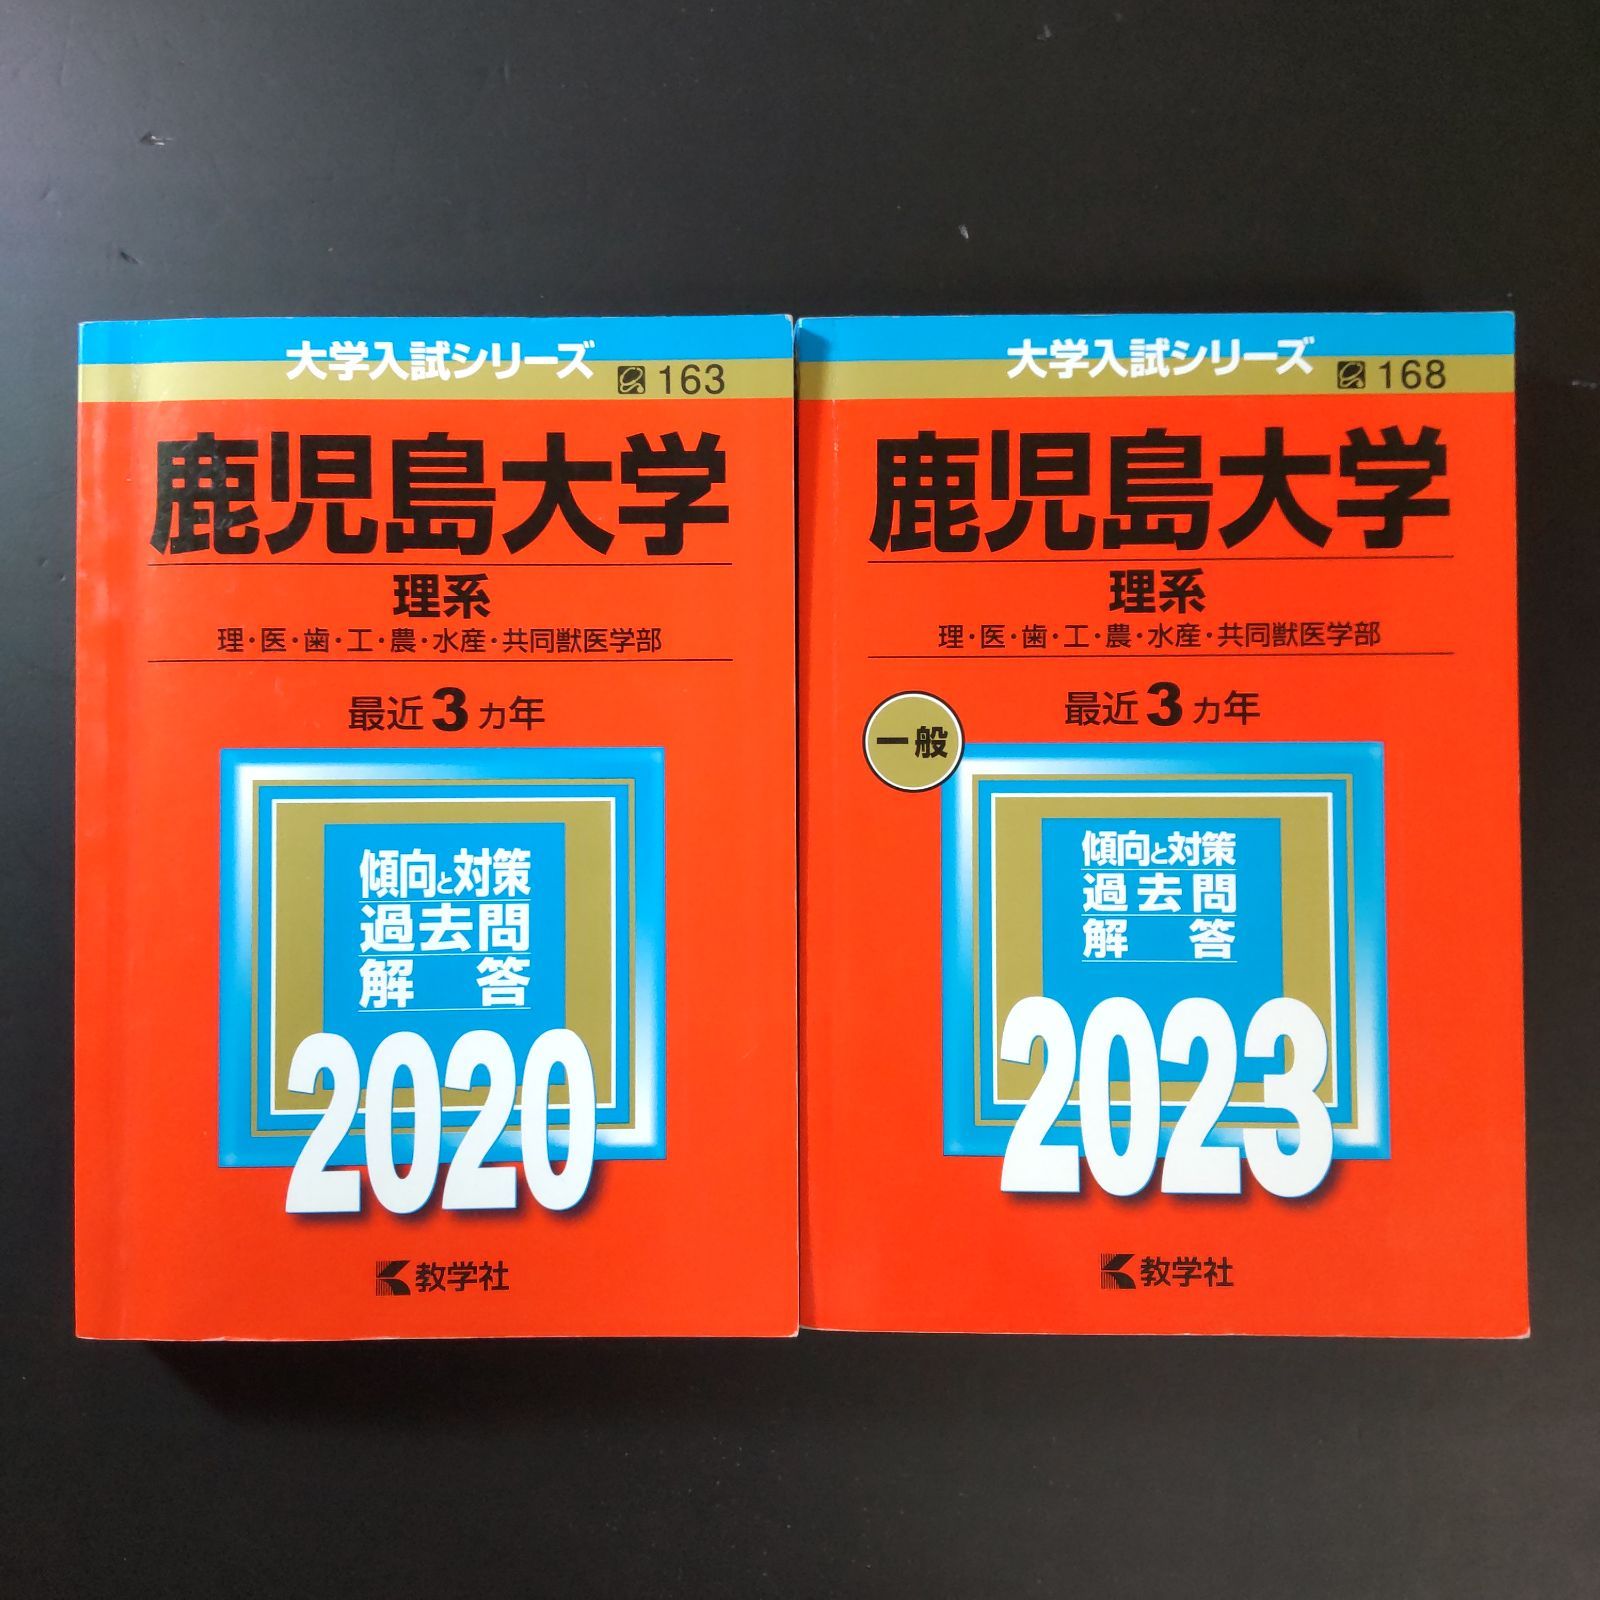 大学入試シリーズ
163
鹿児島大学
理系
理・医・歯・工・農・水産・共同獣医学部
最近3ヵ年
傾向と対策
過去問
解答
2020
教学社
大学入試シリーズ
168
鹿児島大学
理系
理・医・歯・工・農・水産・共同獣医学部
最近3ヵ年
一般
傾向と対策
過去問
解答
2023
教学社